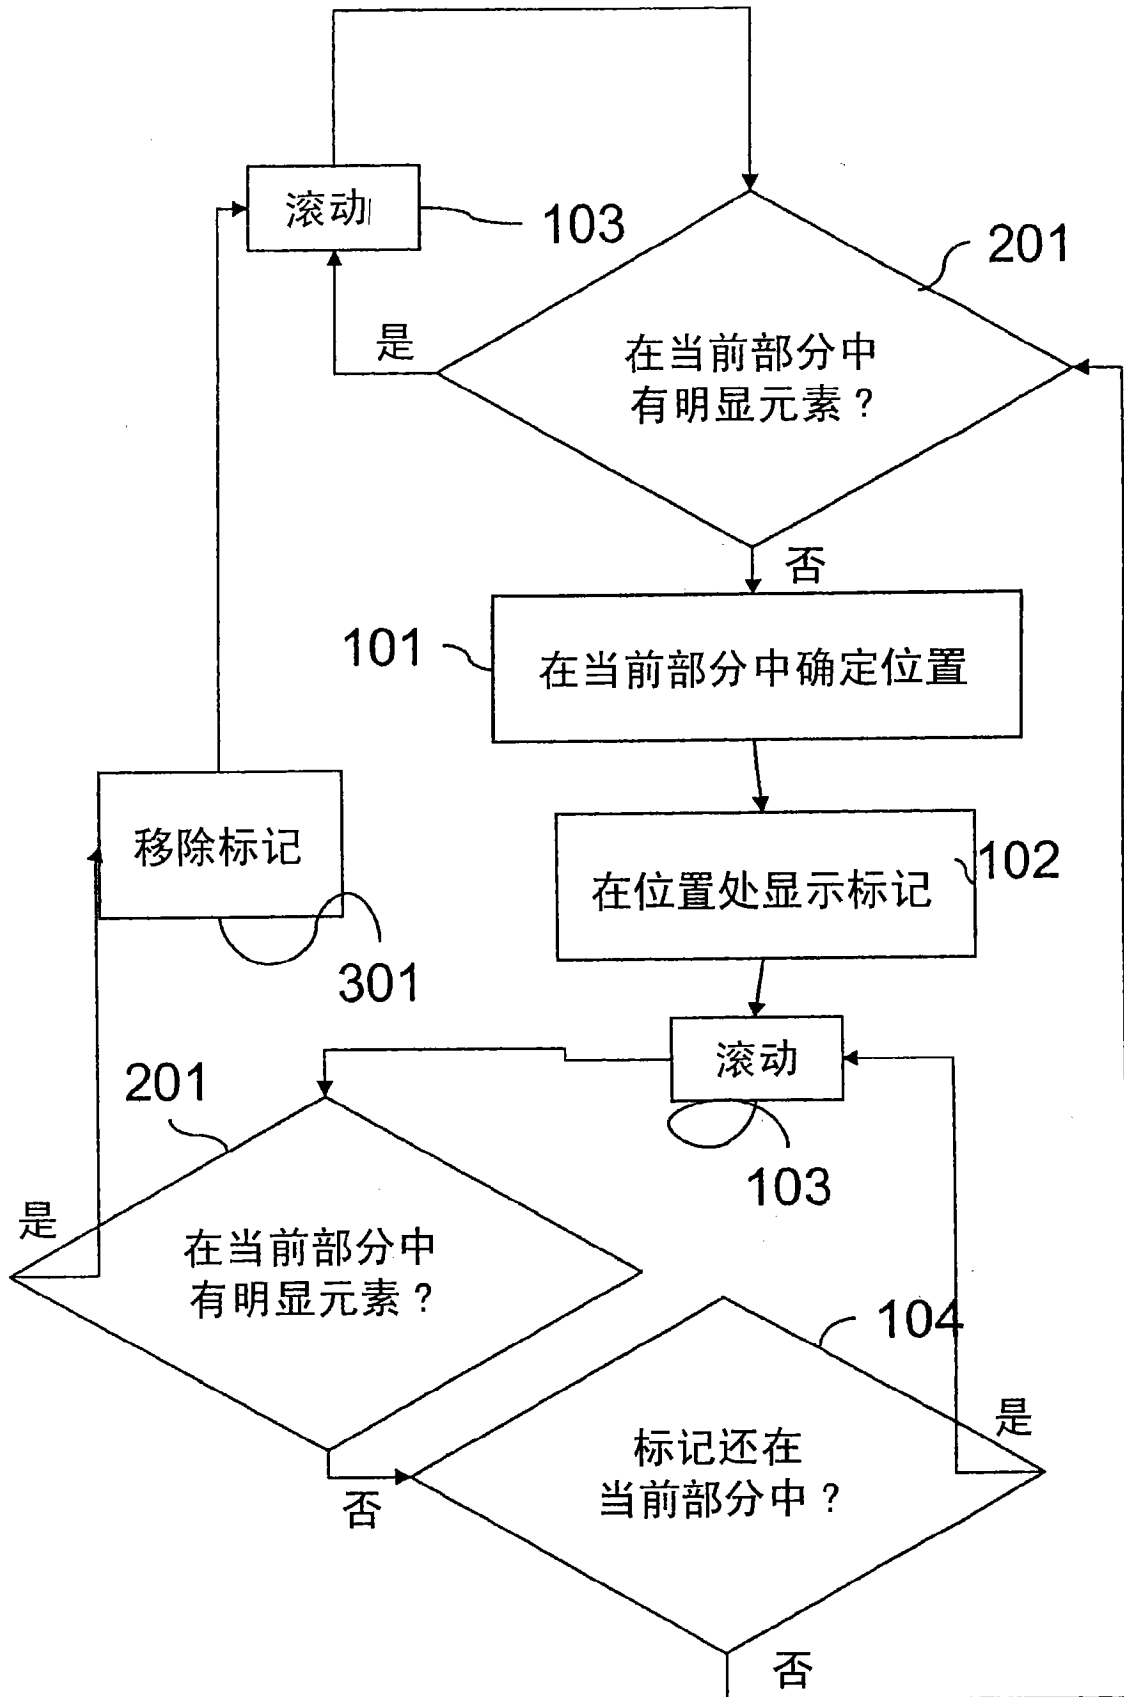 滚动
103
201
是
在当前部分中
有明显元素？
否
101
在当前部分中确定位置
移除标记
102
在位置处显示标记
301
滚动
201
103
是
在当前部分中
有明显元素？
104
是
标记还在
当前部分中？
否
否